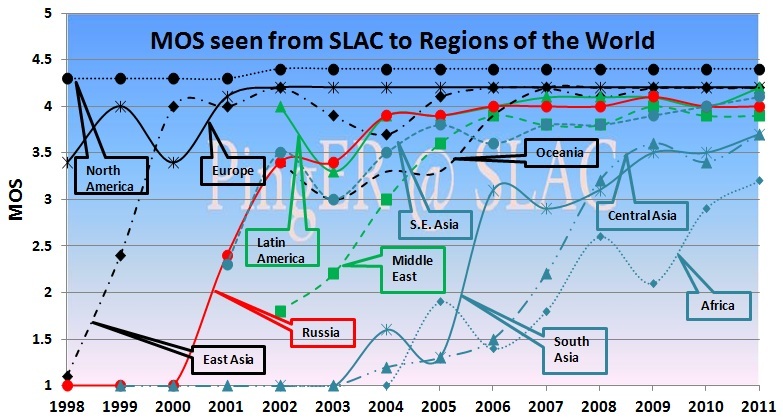 MOS seen from SLAC to Regions of the World
MOS
5
4.5
4
3.5
3
2.5
2
1.5
1
North
America
Europe
Oceania
Latin
America
S.E. Asia
Central Asia
Middle
East
Africa
Russia
South
Asia
East Asia
PingER @ SLAC
1998 1999 2000 2001 2002 2003 2004 2005 2006 2007 2008 2009 2010 2011